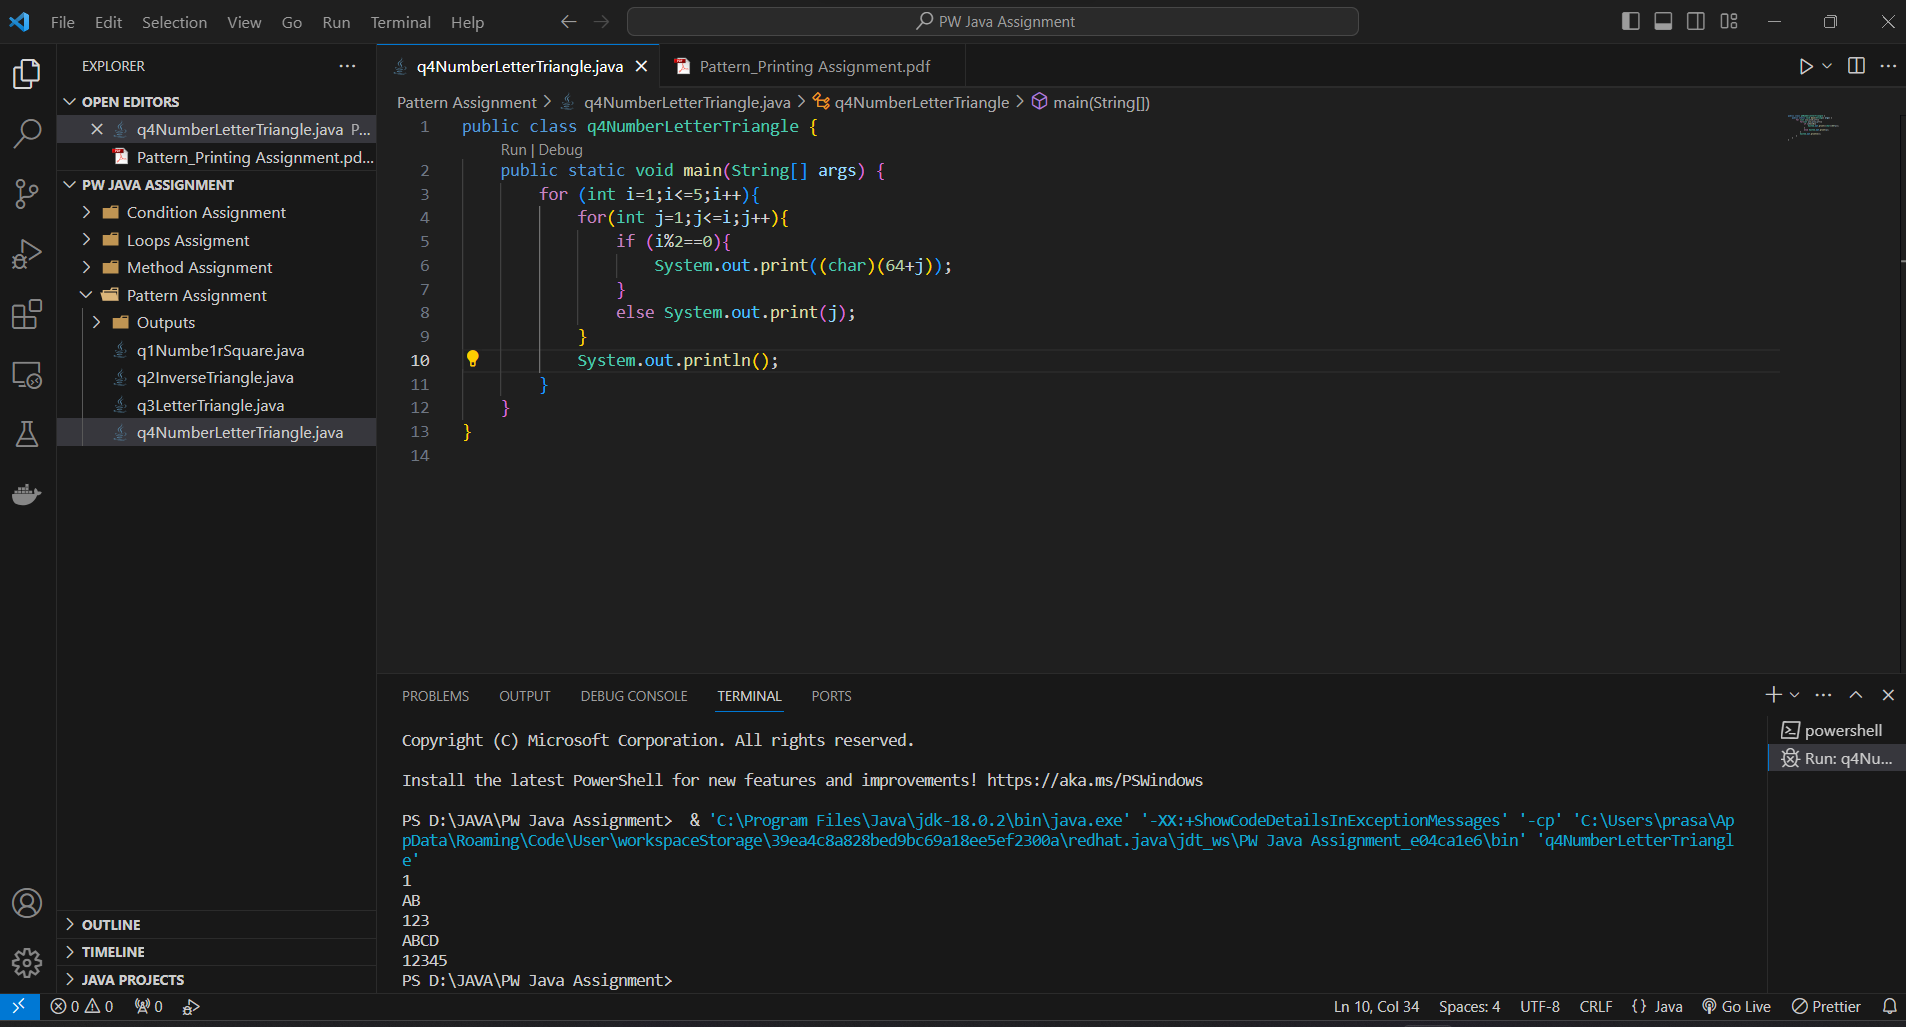 File Edit Selection View Go Run Terminal Help
PW Java Assignment
EXPLORER
OPEN EDITORS
q4NumberLetterTriangle.java P...
Pattern_Printing Assignment.pd...
PW JAVA ASSIGNMENT
Condition Assignment
Loops Assigment
Method Assignment
Pattern Assignment
Outputs
q1Numbe1rSquare.java
q2InverseTriangle.java
q3LetterTriangle.java
q4NumberLetterTriangle.java
OUTLINE
TIMELINE
JAVA PROJECTS
q4NumberLetterTriangle.java Pattern_Printing Assignment.pdf
Pattern Assignment > q4NumberLetterTriangle.java > q4NumberLetterTriangle > main(String[])
1 public class q4NumberLetterTriangle {
Run | Debug
2 public static void main(String[] args) {
3 for (int i=1;i<=5;i++){
4 for(int j=1;j<=i;j++){
5 if (i%2==0){
6 System.out.print((char)(64+j));
7 }
8 else System.out.print(j);
9 }
10 System.out.println();
11 }
12 }
13 }
14
PROBLEMS OUTPUT DEBUG CONSOLE TERMINAL PORTS
Copyright (C) Microsoft Corporation. All rights reserved.
Install the latest PowerShell for new features and improvements! https://aka.ms/PSWindows
PS D:\JAVA\PW Java Assignment>  & 'C:\Program Files\Java\jdk-18.0.2\bin\java.exe' '-XX:+ShowCodeDetailsInExceptionMessages' '-cp' 'C:\Users\prasa\Ap
pData\Roaming\Code\User\workspaceStorage\39ea4c8a828bed9bc69a18ee5ef2300a\redhat.java\jdt_ws\PW Java Assignment_e04ca1e6\bin' 'q4NumberLetterTriangl
e'
1
AB
123
ABCD
12345
PS D:\JAVA\PW Java Assignment>
powershell
Run: q4Nu...
0 0 0 Ln 10, Col 34 Spaces: 4 UTF-8 CRLF {} Java Go Live Prettier